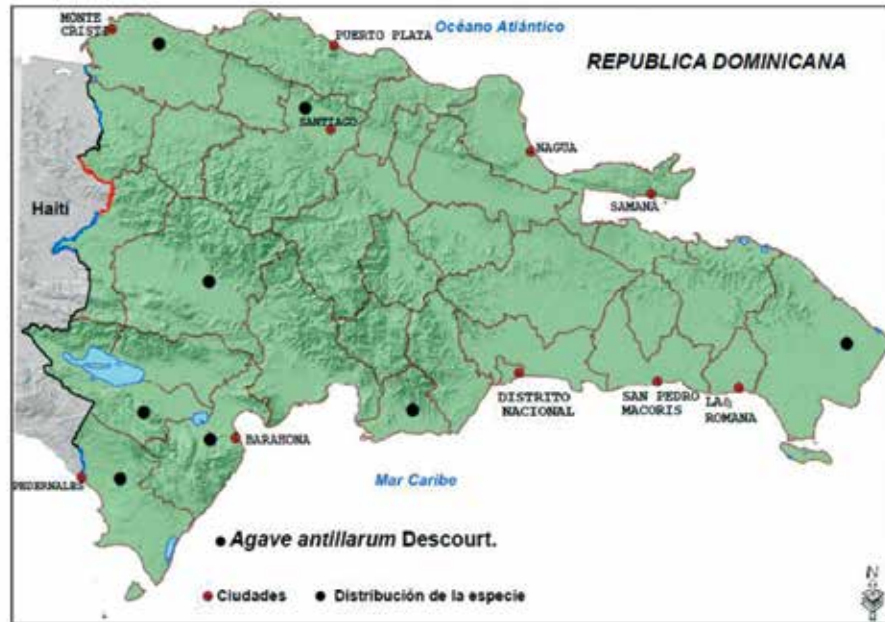 MONTE
CRISTI
PUERTO PLATA
Océano Atlántico
REPUBLICA DOMINICANA
SANTIAGO
NAGUA
Haití
SAMANA
DISTRITO
NACIONAL
SAN PEDRO
MACORIS
LA
ROMANA
BARAHONA
PEDERNALES
Mar Caribe
Agave antillarum Descourt.
Ciudades
Distribución de la especie
N